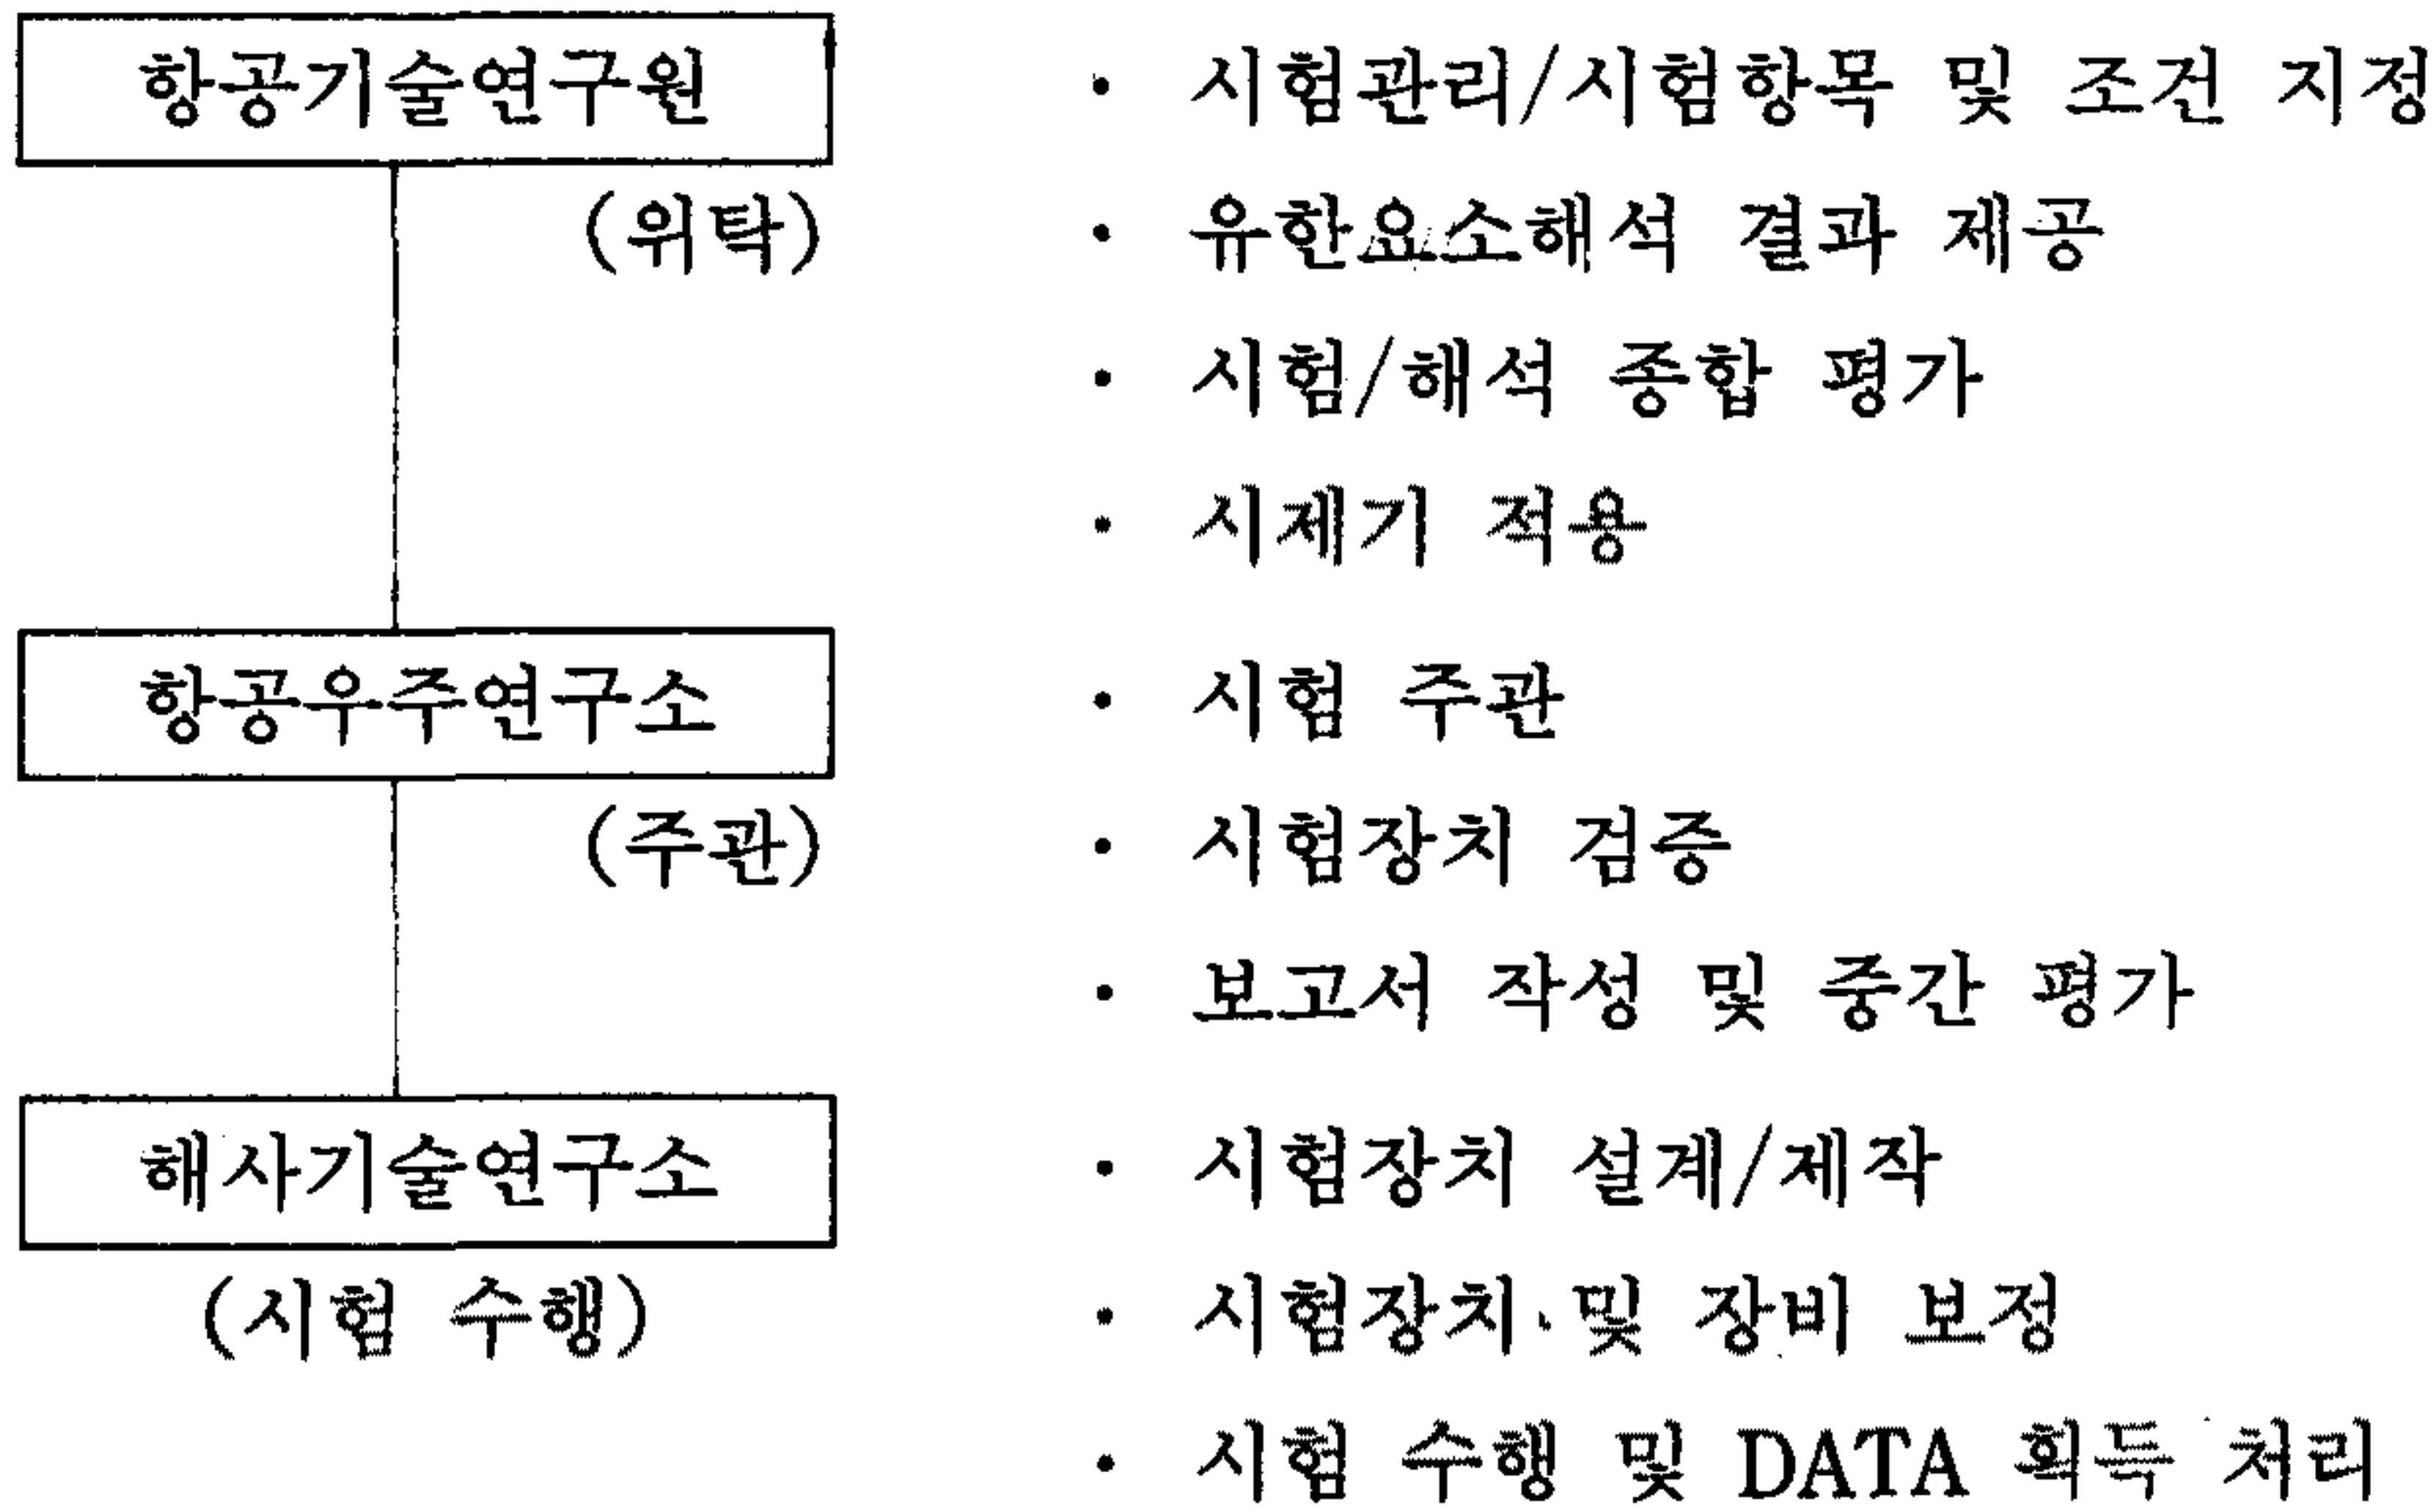 항공기술연구원 · 시험관리/시험항목 및 조건 지정
(위탁) · 유한요소해석 결과 제공
· 시험/해석 종합 평가
· 시제기 적용
항공우주연구소 · 시험 주관
(주관) · 시험장치 검증
· 보고서 작성 및 중간 평가
해사기술연구소 · 시험장치 설계/제작
(시험 수행) · 시험장치 및 장비 보정
· 시험 수행 및 DATA 획득 처리